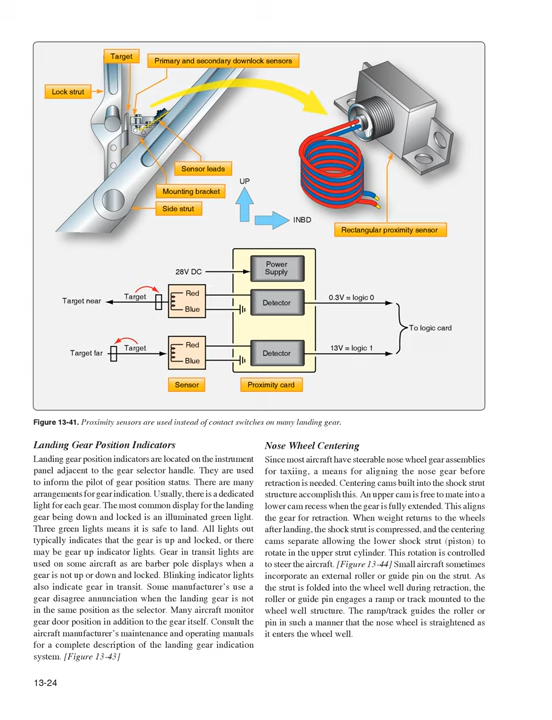 Target
Primary and secondary downlock sensors
Lock strut
Sensor leads
Mounting bracket
Side strut
UP
INBD
Rectangular proximity sensor
28V DC
Power
Supply
Target near
Target
Red
Blue
Detector
0.3V = logic 0
To logic card
Target far
Target
Red
Blue
Detector
13V = logic 1
Sensor
Proximity card
Figure 13-41. Proximity sensors are used instead of contact switches on many landing gear.
Landing Gear Position Indicators
Landing gear position indicators are located on the instrument
panel adjacent to the gear selector handle. They are used
to inform the pilot of gear position status. There are many
arrangements for gear indication. Usually, there is a dedicated
light for each gear. The most common display for the landing
gear being down and locked is an illuminated green light.
Three green lights means it is safe to land. All lights out
typically indicates that the gear is up and locked, or there
may be gear up indicator lights. Gear in transit lights are
used on some aircraft as are barber pole displays when a
gear is not up or down and locked. Blinking indicator lights
also indicate gear in transit. Some manufacturer's use a
gear disagree annunciation when the landing gear is not
in the same position as the selector. Many aircraft monitor
gear door position in addition to the gear itself. Consult the
aircraft manufacturer's maintenance and operating manuals
for a complete description of the landing gear indication
system. [Figure 13-43]
Nose Wheel Centering
Since most aircraft have steerable nose wheel gear assemblies
for taxiing, a means for aligning the nose gear before
retraction is needed. Centering cams built into the shock strut
structure accomplish this. An upper cam is free to mate into a
lower cam recess when the gear is fully extended. This aligns
the gear for retraction. When weight returns to the wheels
after landing, the shock strut is compressed, and the centering
cams separate allowing the lower shock strut (piston) to
rotate in the upper strut cylinder. This rotation is controlled
to steer the aircraft. [Figure 13-44] Small aircraft sometimes
incorporate an external roller or guide pin on the strut. As
the strut is folded into the wheel well during retraction, the
roller or guide pin engages a ramp or track mounted to the
wheel well structure. The ramp/track guides the roller or
pin in such a manner that the nose wheel is straightened as
it enters the wheel well.
13-24